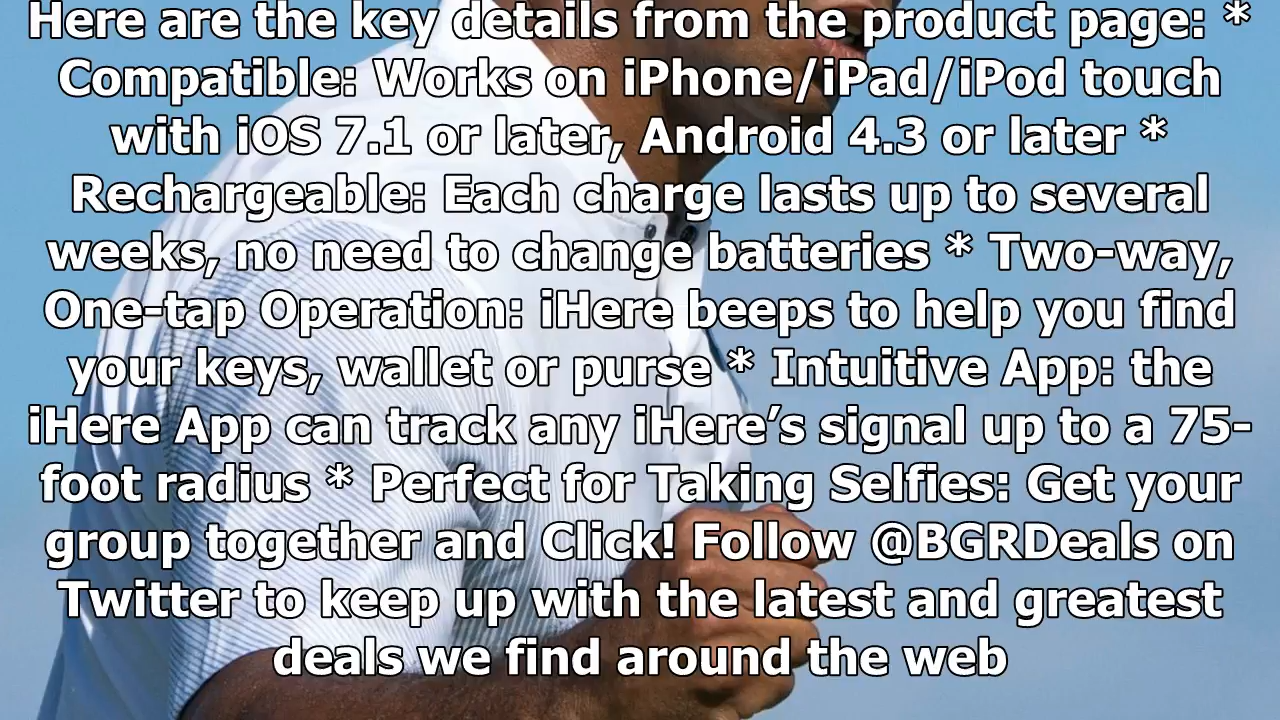 Here are the key details from the product page: *
Compatible: Works on iPhone/iPad/iPod touch
with iOS 7.1 or later, Android 4.3 or later *
Rechargeable: Each charge lasts up to several
weeks, no need to change batteries * Two-way,
One-tap Operation: iHere beeps to help you find
your keys, wallet or purse * Intuitive App: the
iHere App can track any iHere’s signal up to a 75-
foot radius * Perfect for Taking Selfies: Get your
group together and Click! Follow @BGRDeals on
Twitter to keep up with the latest and greatest
deals we find around the web